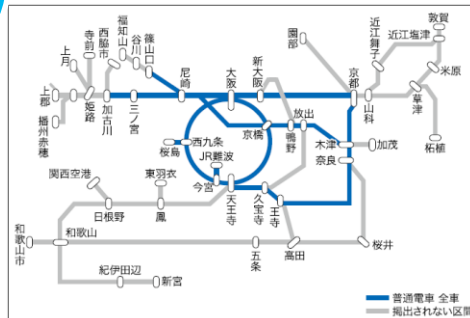 敦賀
近江塩津
近江舞子
園部
福知山
谷川
篠山口
西脇市
寺前
上月
新大阪
大阪
尼崎
京都
山科
草津
米原
柘植
上郡
播州赤穂
姫路
加古川
三ノ宮
放出
京橋
鴫野
木津
加茂
奈良
桜島
西九条
JR難波
今宮
天王寺
久宝寺
王寺
関西空港
東羽衣
日根野
鳳
和歌山市
和歌山
五条
高田
桜井
紀伊田辺
新宮
普通電車 全車
掲出されない区間